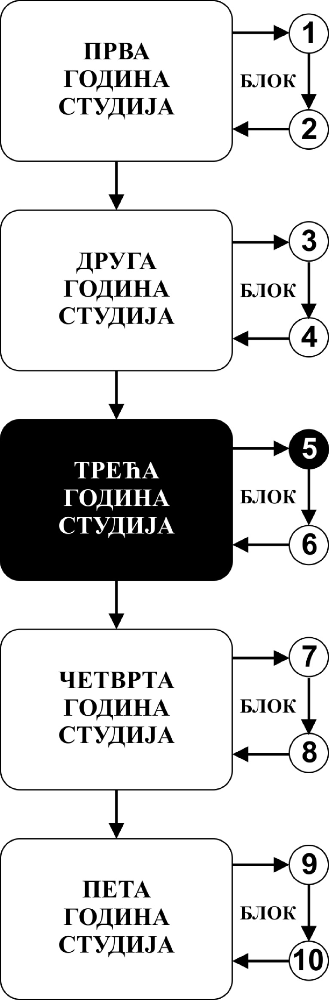 ПРВА
ГОДИНА
СТУДИЈА
1
БЛОК
2
ДРУГА
ГОДИНА
СТУДИЈА
3
БЛОК
4
ТРЕЋА
ГОДИНА
СТУДИЈА
5
БЛОК
6
ЧЕТВРТА
ГОДИНА
СТУДИЈА
7
БЛОК
8
ПЕТА
ГОДИНА
СТУДИЈА
9
БЛОК
10